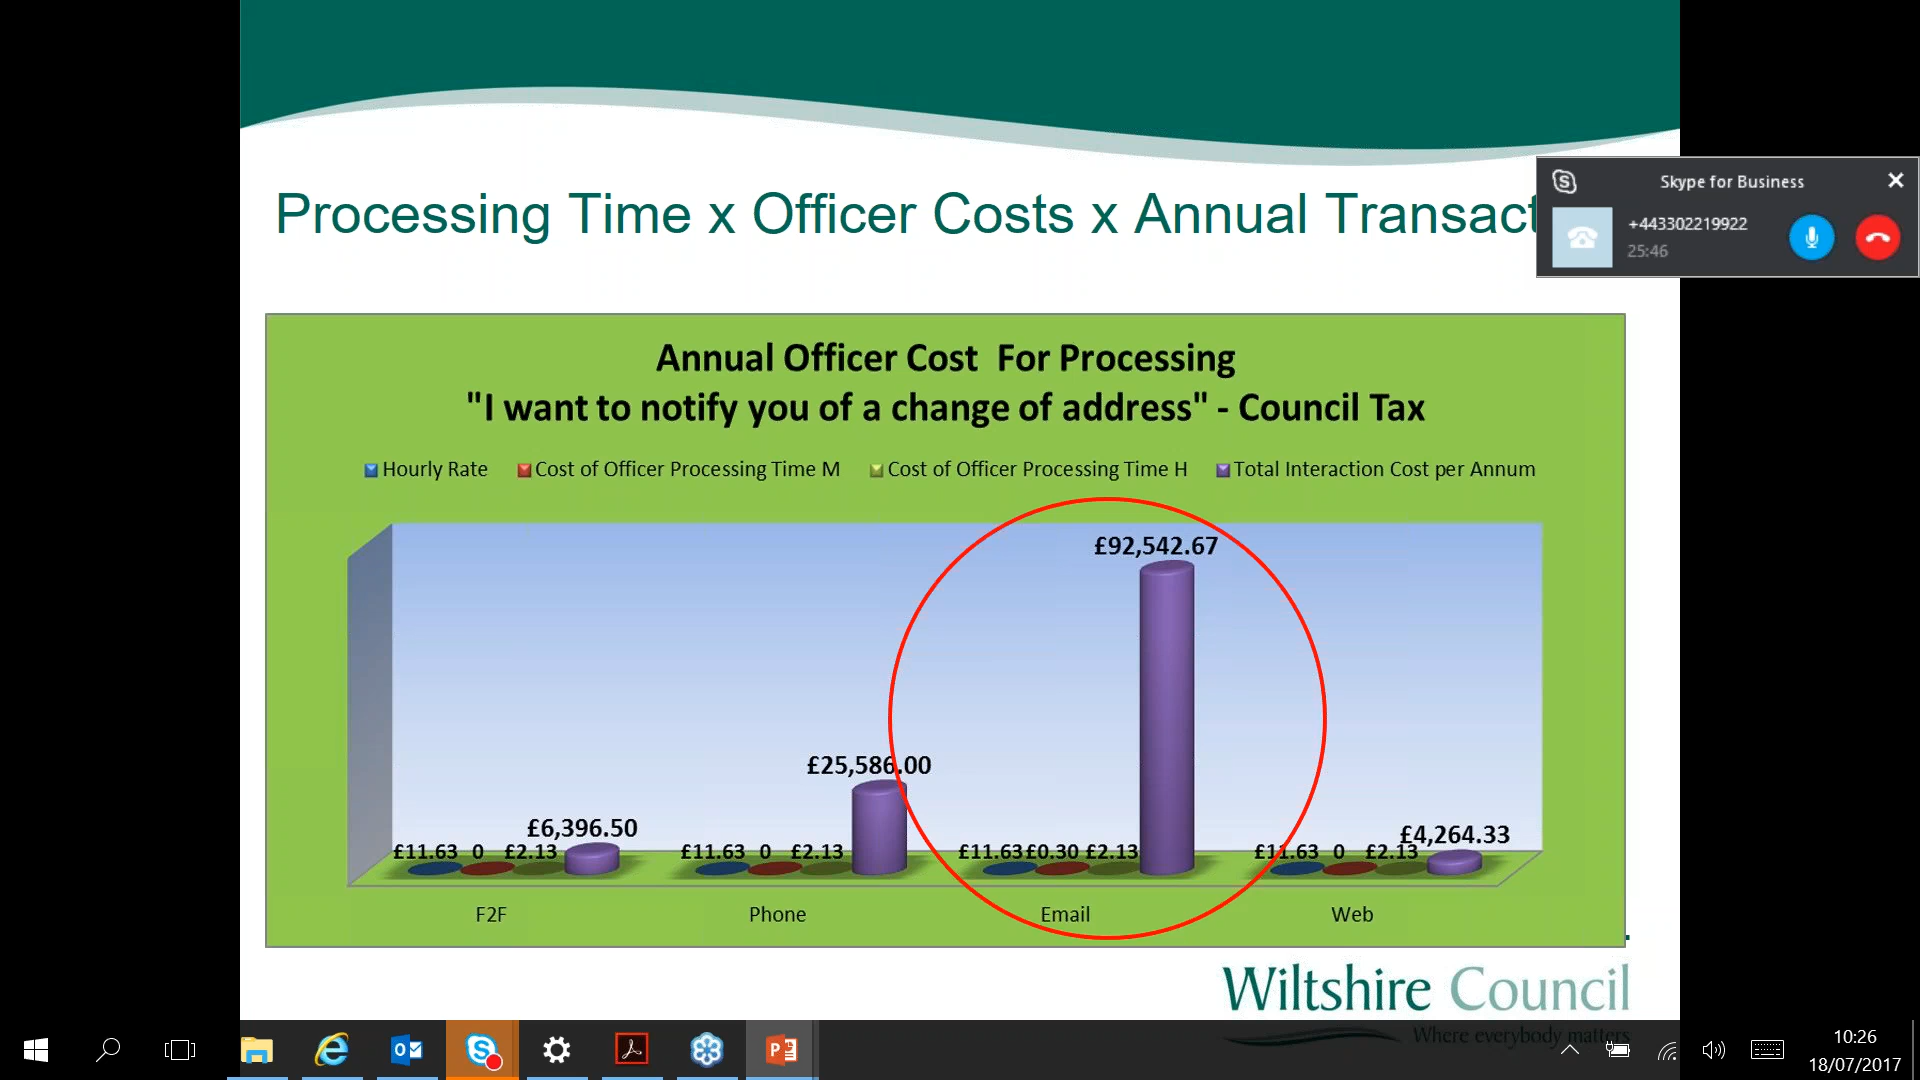 Processing Time x Officer Costs x Annual Transact
Skype for Business
+443302219922
25:46
Annual Officer Cost For Processing
"I want to notify you of a change of address" - Council Tax
Hourly Rate Cost of Officer Processing Time M Cost of Officer Processing Time H Total Interaction Cost per Annum
£92,542.67
£25,586.00
£6,396.50
£4,264.33
£11.63 0 £2.13 £11.63 0 £2.13 £11.63 £0.30 £2.13 £11.63 0 £2.13
F2F Phone Email Web
Wiltshire Council
Where everybody matters
10:26
18/07/2017